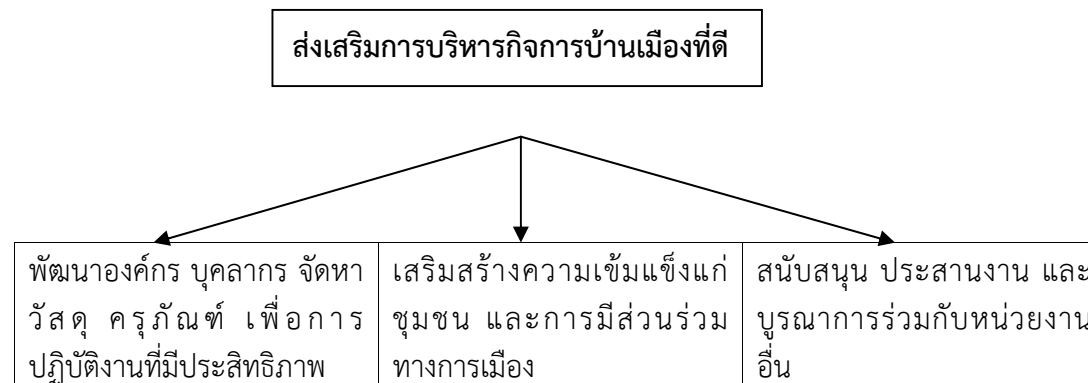 ส่งเสริมการบริหารกิจการบ้านเมืองที่ดี
พัฒนาองค์กร บุคลากร จัดหา
วัสดุ ครุภัณฑ์ เพื่อการ
ปฏิบัติงานที่มีประสิทธิภาพ
เสริมสร้างความเข้มแข็งแก่
ชุมชน และการมีส่วนร่วม
ทางการเมือง
สนับสนุน ประสานงาน และ
บูรณาการร่วมกับหน่วยงาน
อื่น